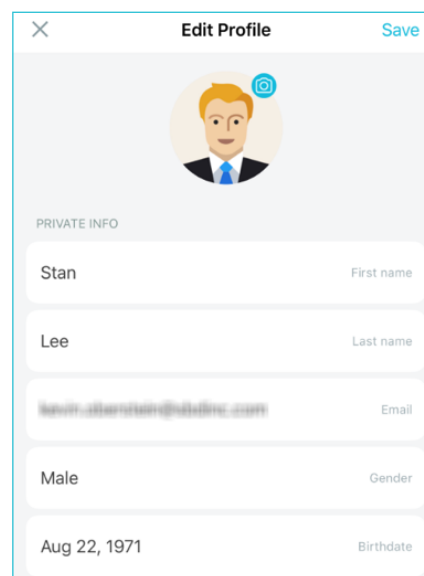 Edit Profile Save
PRIVATE INFO
Stan First name
Lee Last name
Email
Male Gender
Aug 22, 1971 Birthdate